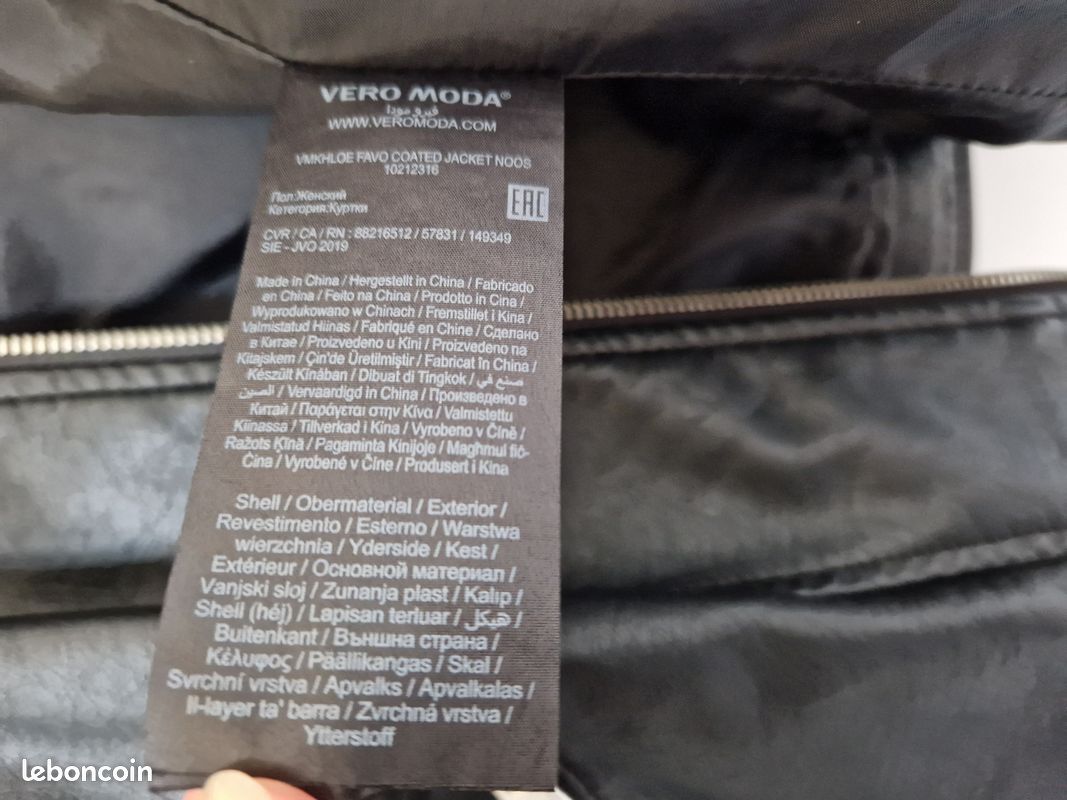 VERO MODA®
فيرو مودا
WWW.VEROMODA.COM
VMKHLOE FAVO COATED JACKET NOOS
10212316
Пол:Женский
Категория:Куртки
EAC
CVR / CA / RN : 88216512 / 57831 / 149349
SIE - JVO 2019
Made in China / Hergestellt in China / Fabricado
en China / Feito na China / Prodotto in Cina /
Wyprodukowano w Chinach / Fremstillet i Kina /
Valmistatud Hiinas / Fabriqué en Chine / Сделано
в Китае / Proizvedeno u Kini / Proizvedeno na
Kitajskem / Çin'de Üretilmiştir / Fabricat în China /
Készült Kínában / Dibuat di Tingkok / صنع في
الصين / Vervaardigd in China / Произведено в
Китай / Παράγεται στην Κίνα / Valmistettu
Kiinassa / Tillverkad i Kina / Vyrobeno v Číně /
Ražots Ķīnā / Pagaminta Kinijoje / Magħmul fiċ-
Ċina / Vyrobené v Číne / Produsert i Kina
Shell / Obermaterial / Exterior /
Revestimento / Esterno / Warstwa
wierzchnia / Yderside / Kest /
Extérieur / Основной материал /
Vanjski sloj / Zunanja plast / Kalıp /
Shell (héj) / Lapisan terluar / هيكل /
Buitenkant / Външна страна /
Κέλυφος / Päällikangas / Skal /
Svrchní vrstva / Apvalks / Apvalkalas /
Il-layer ta' barra / Zvrchná vrstva /
Ytterstoff
leboncoin